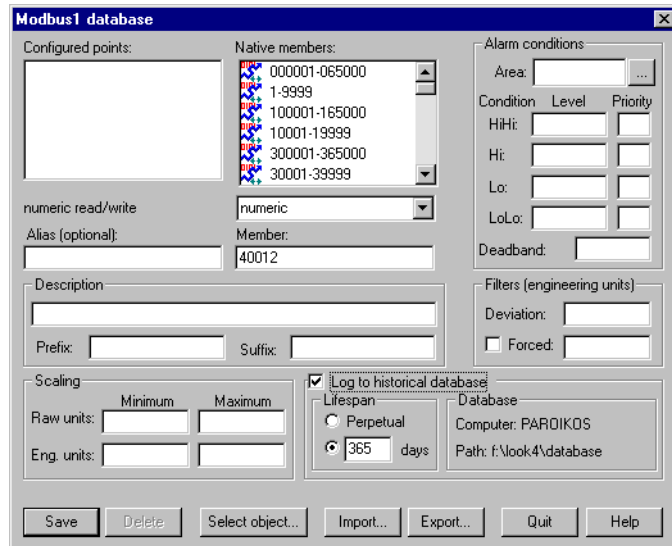 Modbus1 database
Configured points:
Native members:
000001-065000
1-9999
100001-165000
10001-19999
300001-365000
30001-39999
numeric read/write
numeric
Alias (optional):
Member:
40012
Alarm conditions
Area:
...
Condition Level Priority
HiHi:
Hi:
Lo:
LoLo:
Deadband:
Description
Prefix:
Suffix:
Filters (engineering units)
Deviation:
Forced:
Scaling
Minimum Maximum
Raw units:
Eng. units:
Log to historical database
Lifespan
Perpetual
365 days
Database
Computer: PAROIKOS
Path: f:\look4\database
Save Delete Select object... Import... Export... Quit Help